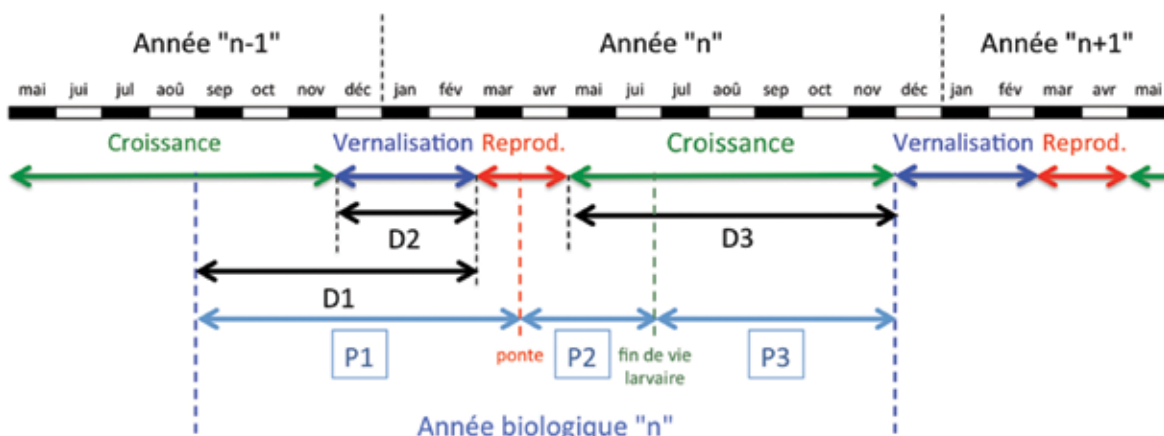 Année "n-1" Année "n" Année "n+1"
mai jui jul aoû sep oct nov déc jan fév mar avr mai jui jul aoû sep oct nov déc jan fév mar avr mai
Croissance Vernalisation Reprod. Croissance Vernalisation Reprod.
D2 D3
D1
P1 ponte P2 fin de vie P3
larvaire
Année biologique "n"